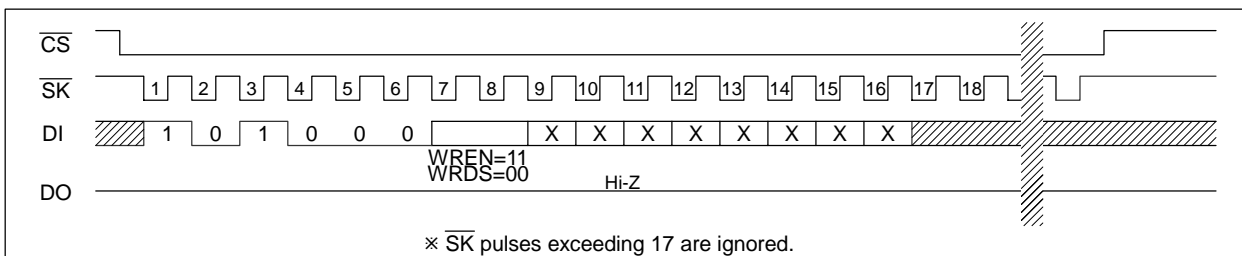 CS
SK 1 2 3 4 5 6 7 8 9 10 11 12 13 14 15 16 17 18
DI 1 0 1 0 0 0 X X X X X X X X
WREN=11
WRDS=00
Hi-Z
DO
※ SK pulses exceeding 17 are ignored.